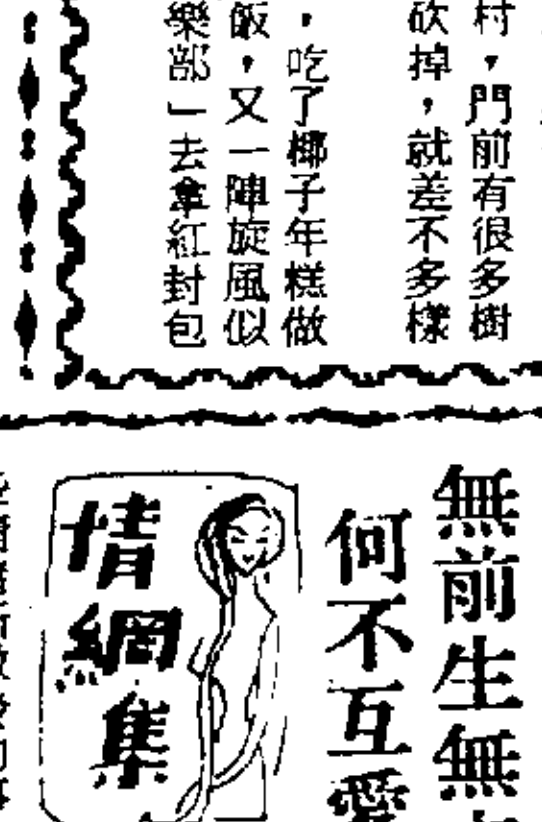 村，門前有很多樹
砍掉，就差不多樣
，吃了椰子年糕做
飯，又一陣旋風似
樂部」去拿紅封包
無前生無
何不互愛
情網集